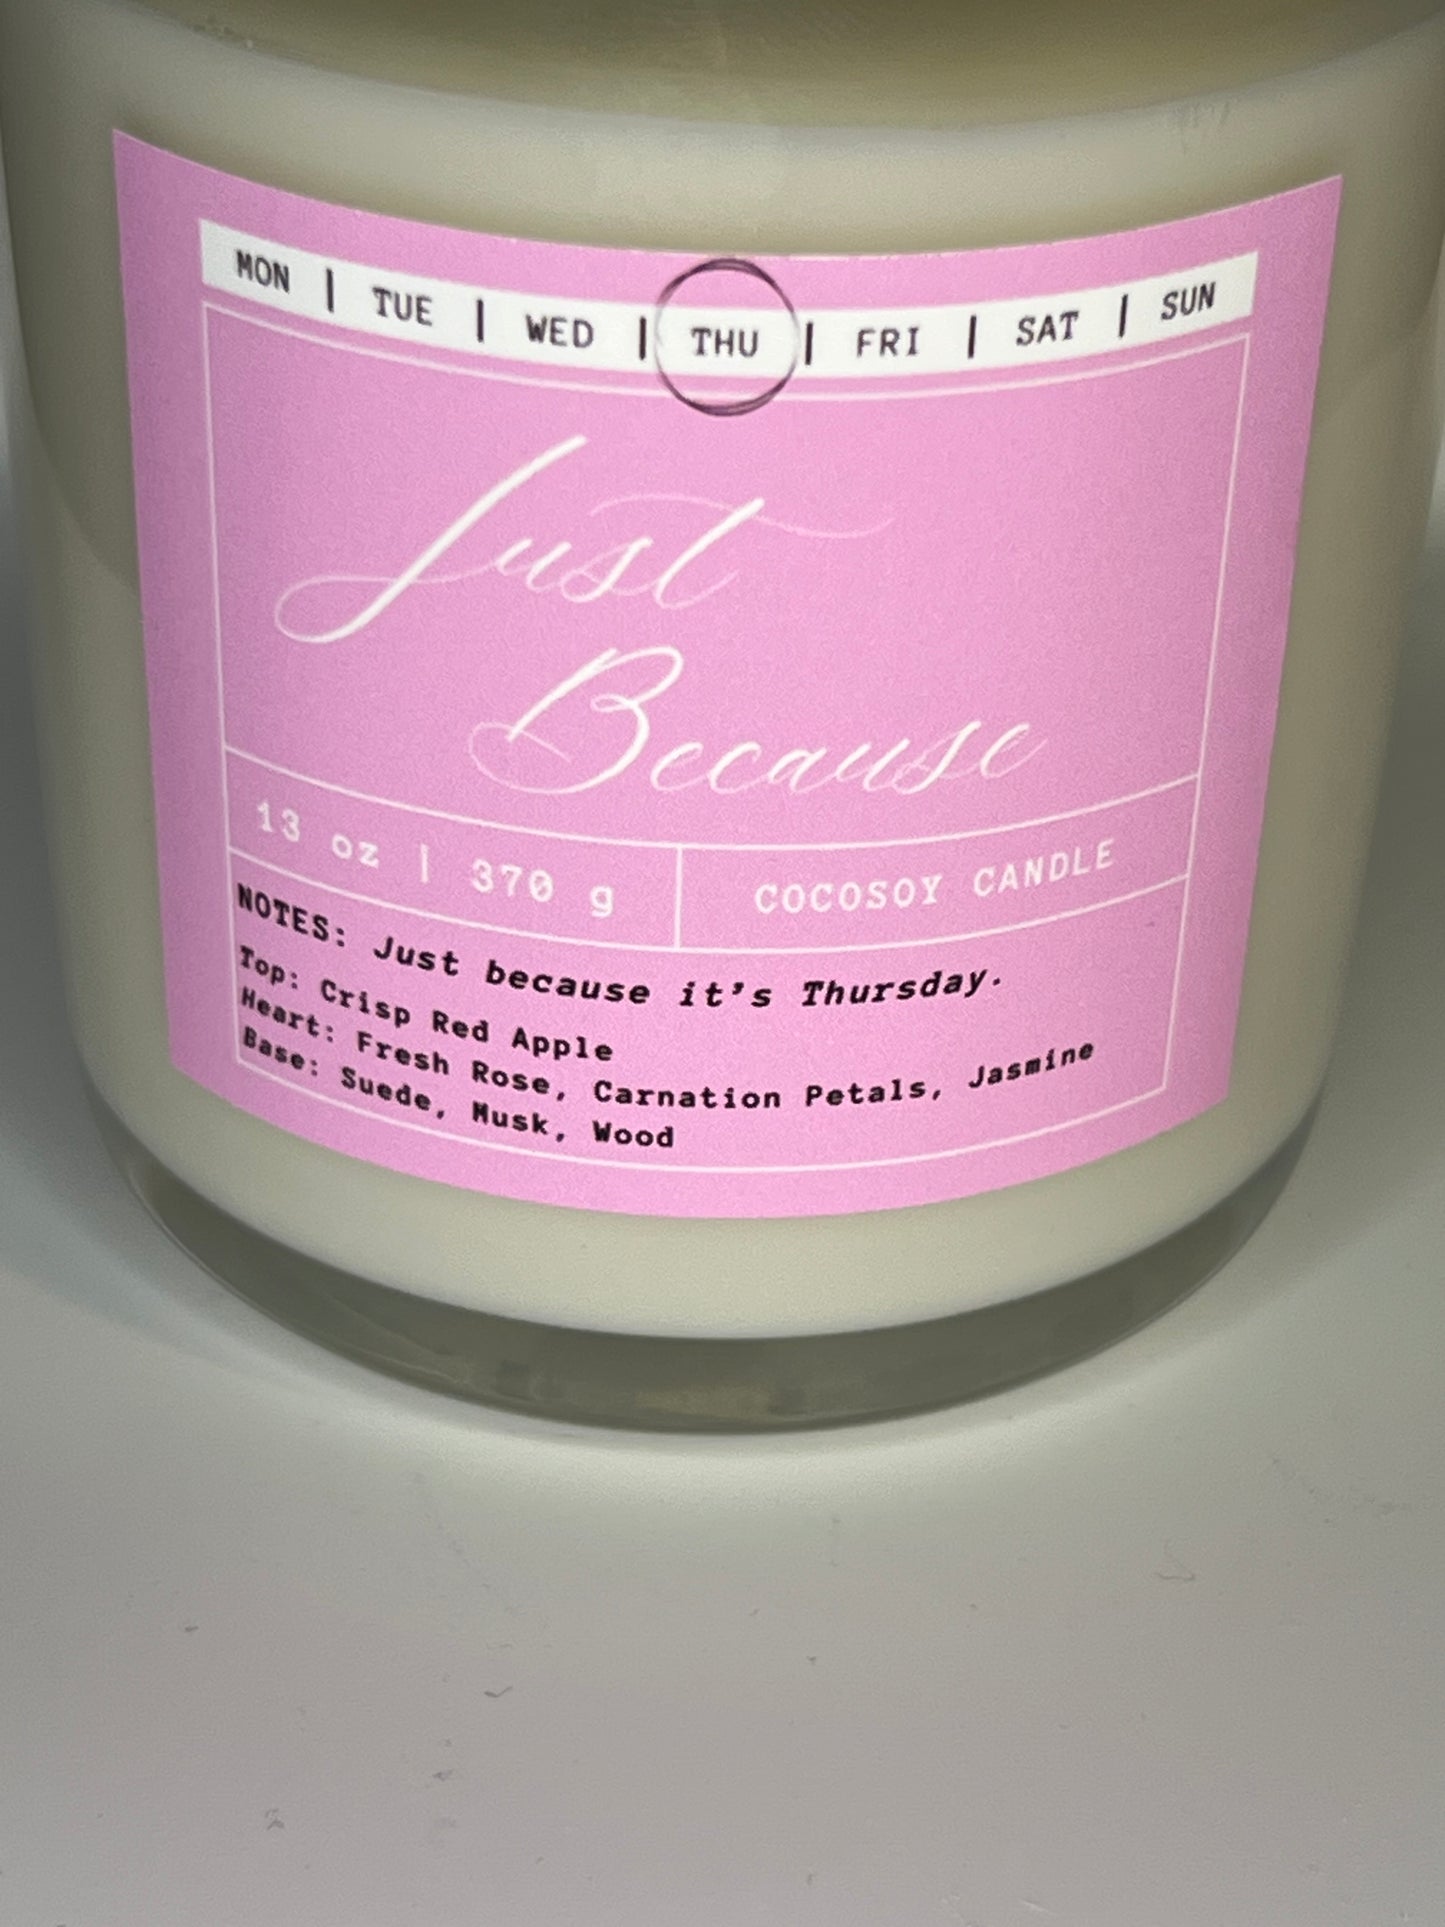 MON | TUE | WED | THU | FRI | SAT | SUN
Just
Because
13 oz | 370 g
COCOSOY CANDLE
NOTES: Just because it's Thursday.
Top: Crisp Red Apple
Heart: Fresh Rose, Carnation Petals, Jasmine
Base: Suede, Musk, Wood